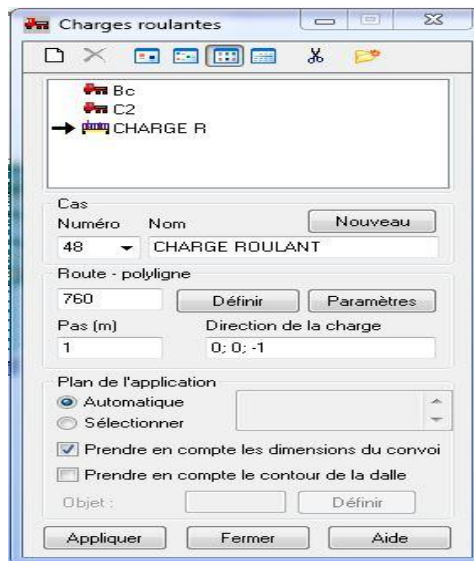 Charges roulantes
Bc
C2
CHARGE R
Cas
Numéro Nom Nouveau
48 CHARGE ROULANT
Route - polyligne
760 Définir Paramètres
Pas (m) Direction de la charge
1 0; 0; -1
Plan de l'application
Automatique
Sélectionner
Prendre en compte les dimensions du convoi
Prendre en compte le contour de la dalle
Objet : Définir
Appliquer Fermer Aide